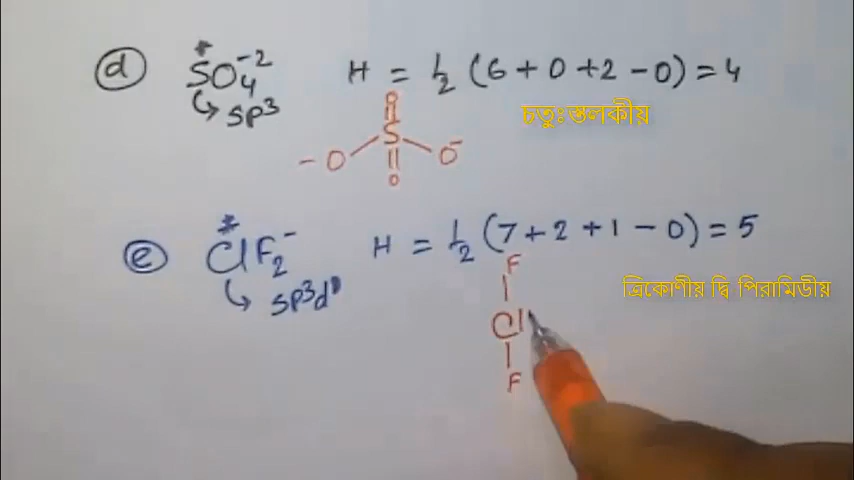 d SO₄⁻² H = 1/2 (6 + 0 + 2 - 0) = 4
↳ sp³
চতুঃস্তলকীয়
O
S
- O O⁻
O
e ClF₂⁻ H = 1/2 (7 + 2 + 1 - 0) = 5
↳ sp³d¹
ত্রিকোণীয় দ্বি পিরামিডীয়
F
Cl
F